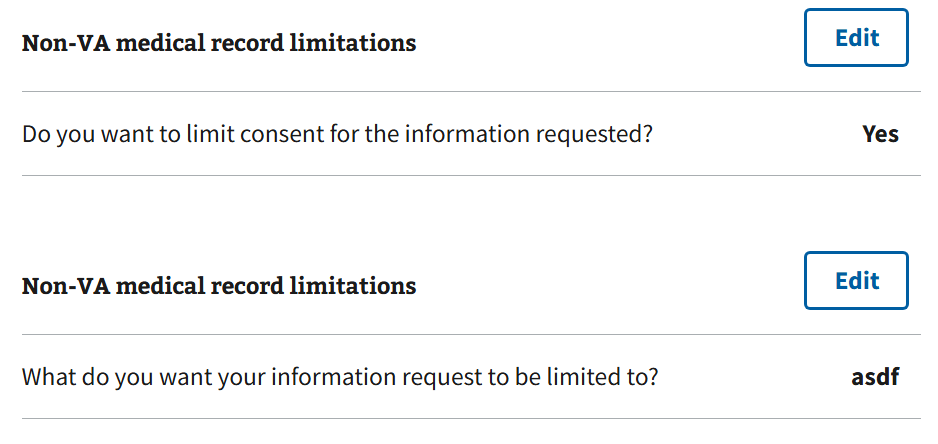 Non-VA medical record limitations
Edit
Do you want to limit consent for the information requested?
Yes
Non-VA medical record limitations
Edit
What do you want your information request to be limited to?
asdf